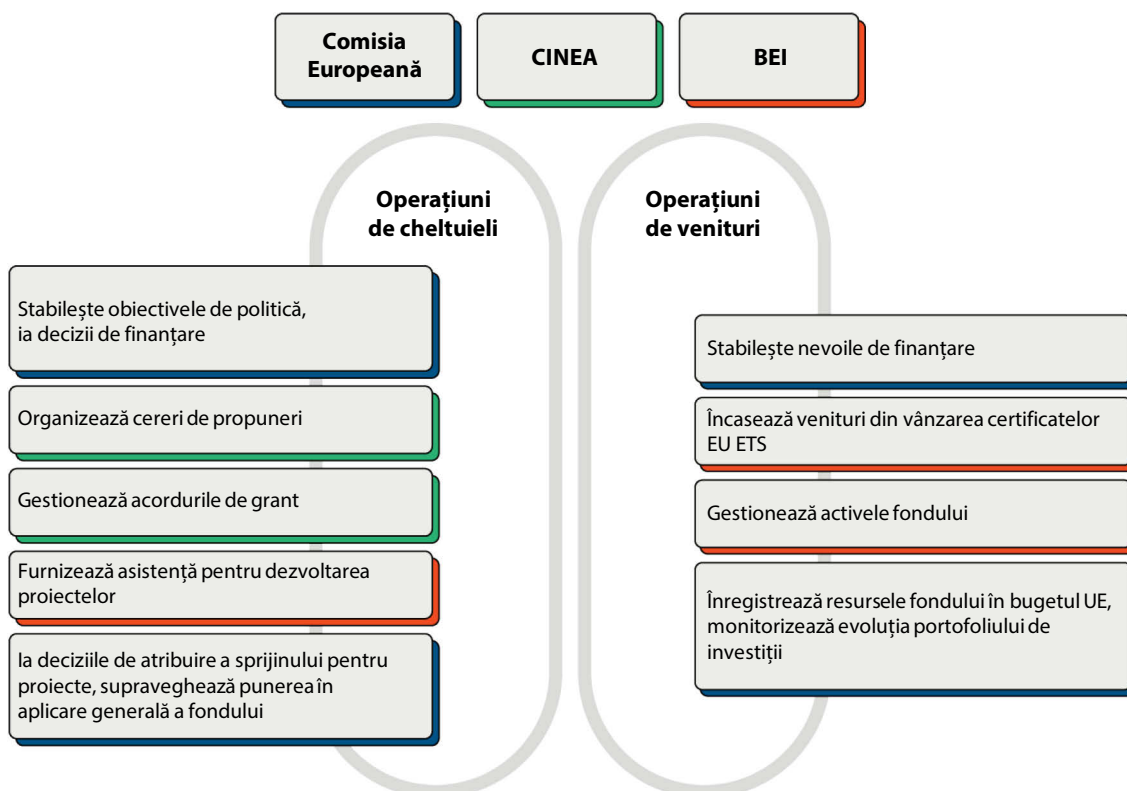 Comisia
Europeană
CINEA
BEI
Operațiuni
de cheltuieli
Operațiuni
de venituri
Stabilește obiectivele de politică,
ia decizii de finanțare
Organizează cereri de propuneri
Gestionează acordurile de grant
Furnizează asistență pentru dezvoltarea
proiectelor
Ia deciziile de atribuire a sprijinului pentru
proiecte, supraveghează punerea în
aplicare generală a fondului
Stabilește nevoile de finanțare
Încasează venituri din vânzarea certificatelor
EU ETS
Gestionează activele fondului
Înregistrează resursele fondului în bugetul UE,
monitorizează evoluția portofoliului de
investiții